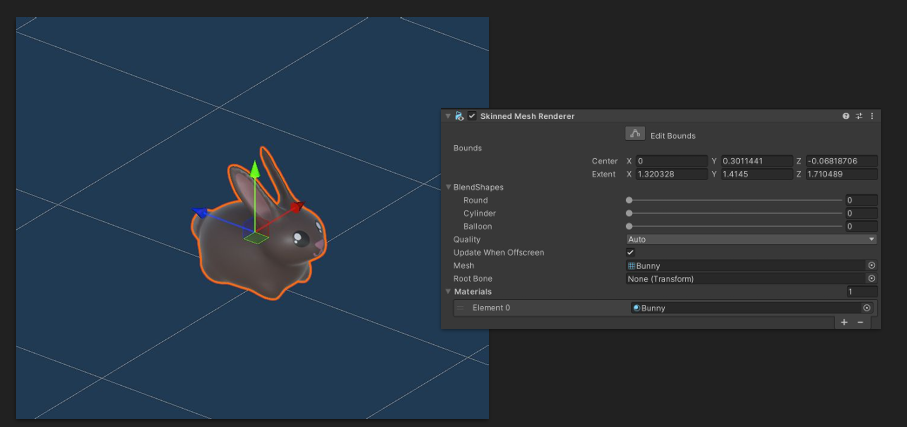 Skinned Mesh Renderer
Edit Bounds
Bounds
Center X 0 Y 0.3011441 Z -0.06818706
Extent X 1.320328 Y 1.4145 Z 1.710489
BlendShapes
Round 0
Cylinder 0
Balloon 0
Quality Auto
Update When Offscreen
Mesh Bunny
Root Bone None (Transform)
Materials 1
Element 0 Bunny